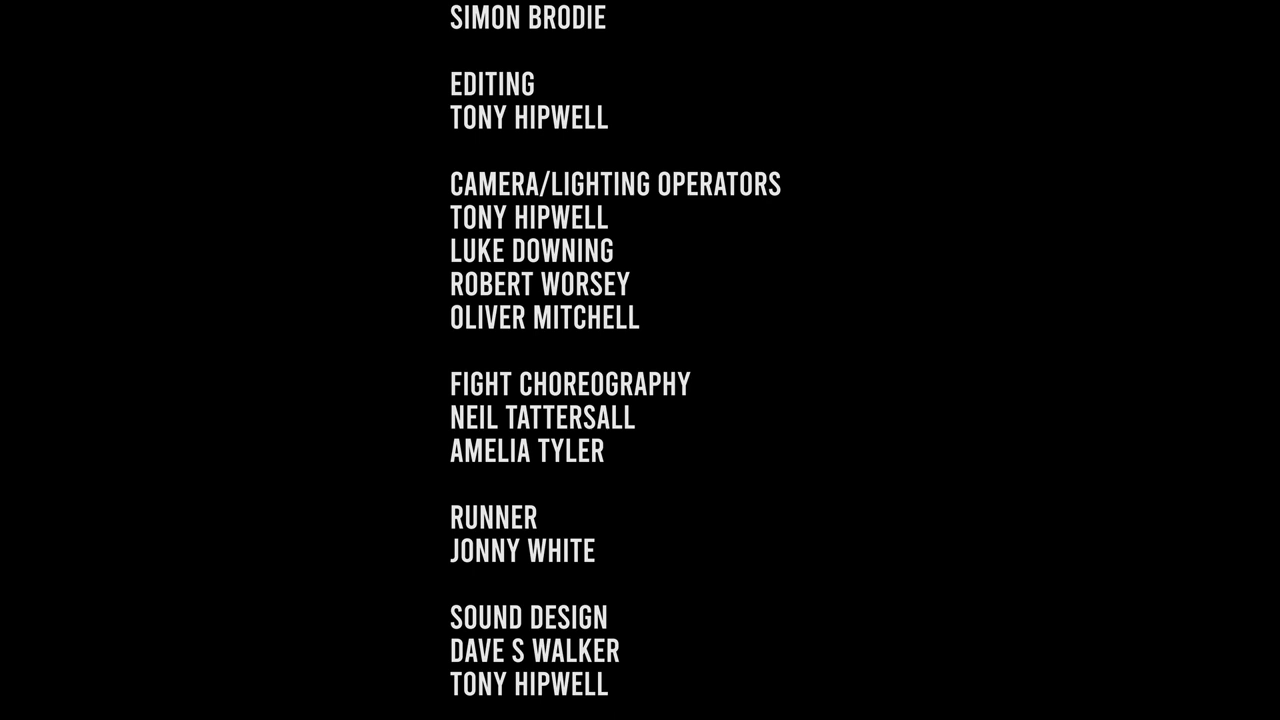 SIMON BRODIE
EDITING
TONY HIPWELL
CAMERA/LIGHTING OPERATORS
TONY HIPWELL
LUKE DOWNING
ROBERT WORSEY
OLIVER MITCHELL
FIGHT CHOREOGRAPHY
NEIL TATTERSALL
AMELIA TYLER
RUNNER
JONNY WHITE
SOUND DESIGN
DAVE S WALKER
TONY HIPWELL